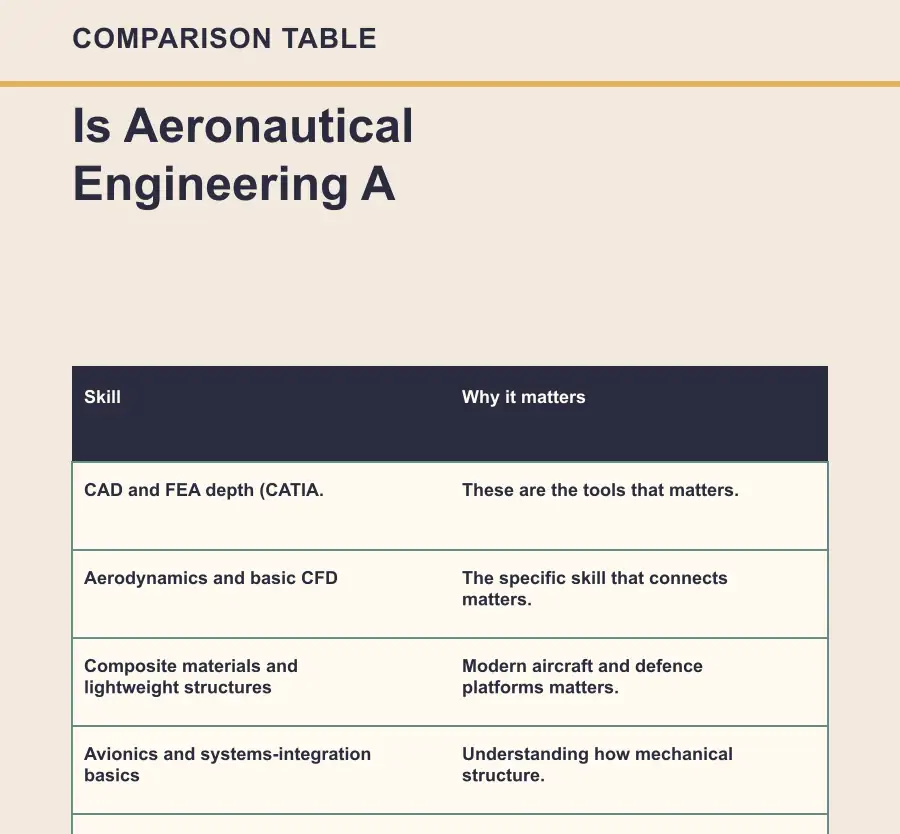 COMPARISON TABLE
Is Aeronautical
Engineering A
Skill
Why it matters
CAD and FEA depth (CATIA.
These are the tools that matters.
Aerodynamics and basic CFD
The specific skill that connects
matters.
Composite materials and
lightweight structures
Modern aircraft and defence
platforms matters.
Avionics and systems-integration
basics
Understanding how mechanical
structure.